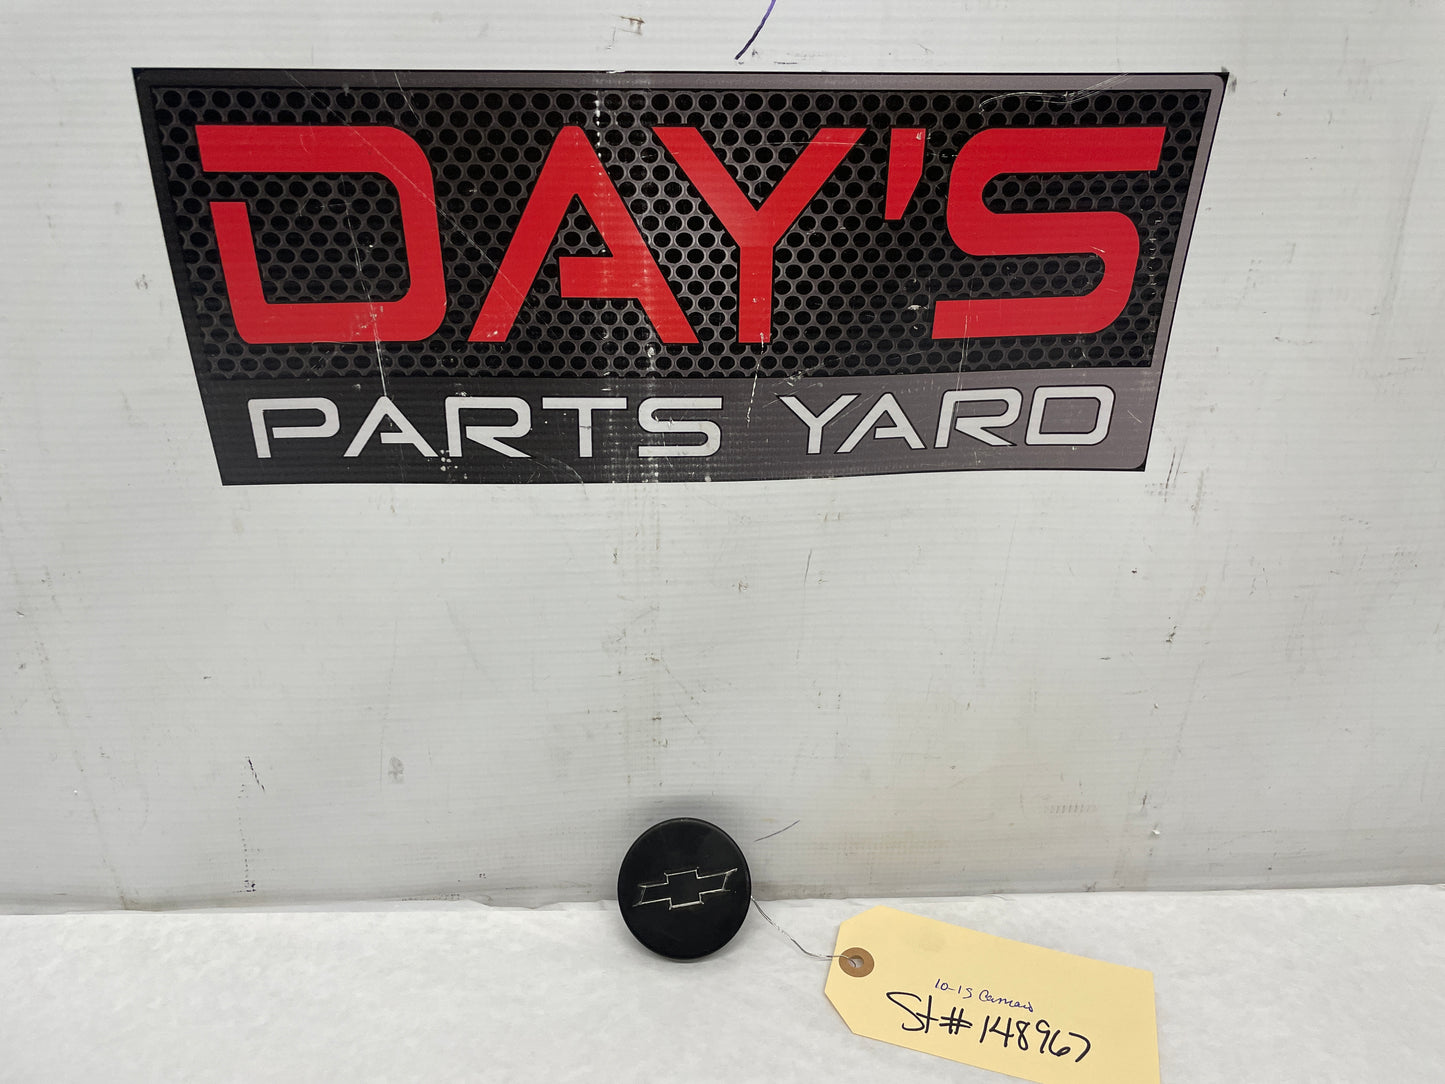 DAY'S
PARTS YARD
10-15 Camaro
St# 148967